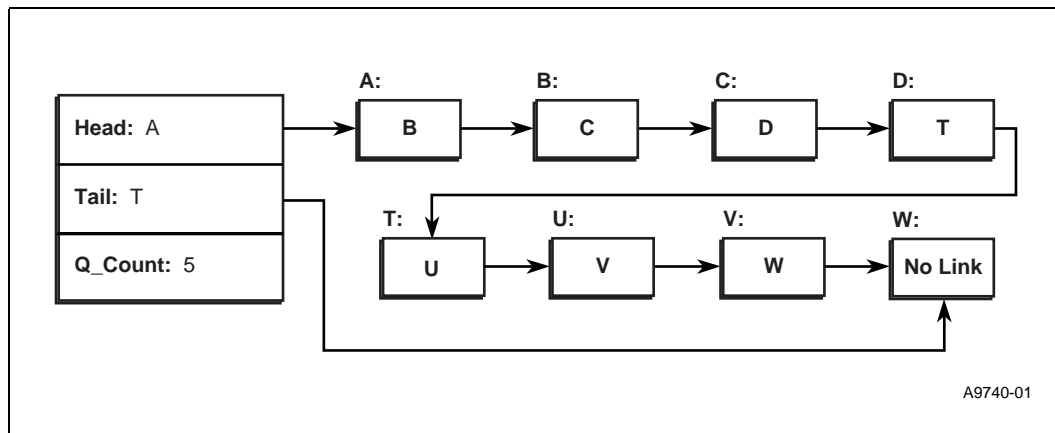 A: B: C: D:
Head: A
B C D T
Tail: T
T: U: V: W:
Q_Count: 5
U V W No Link
A9740-01